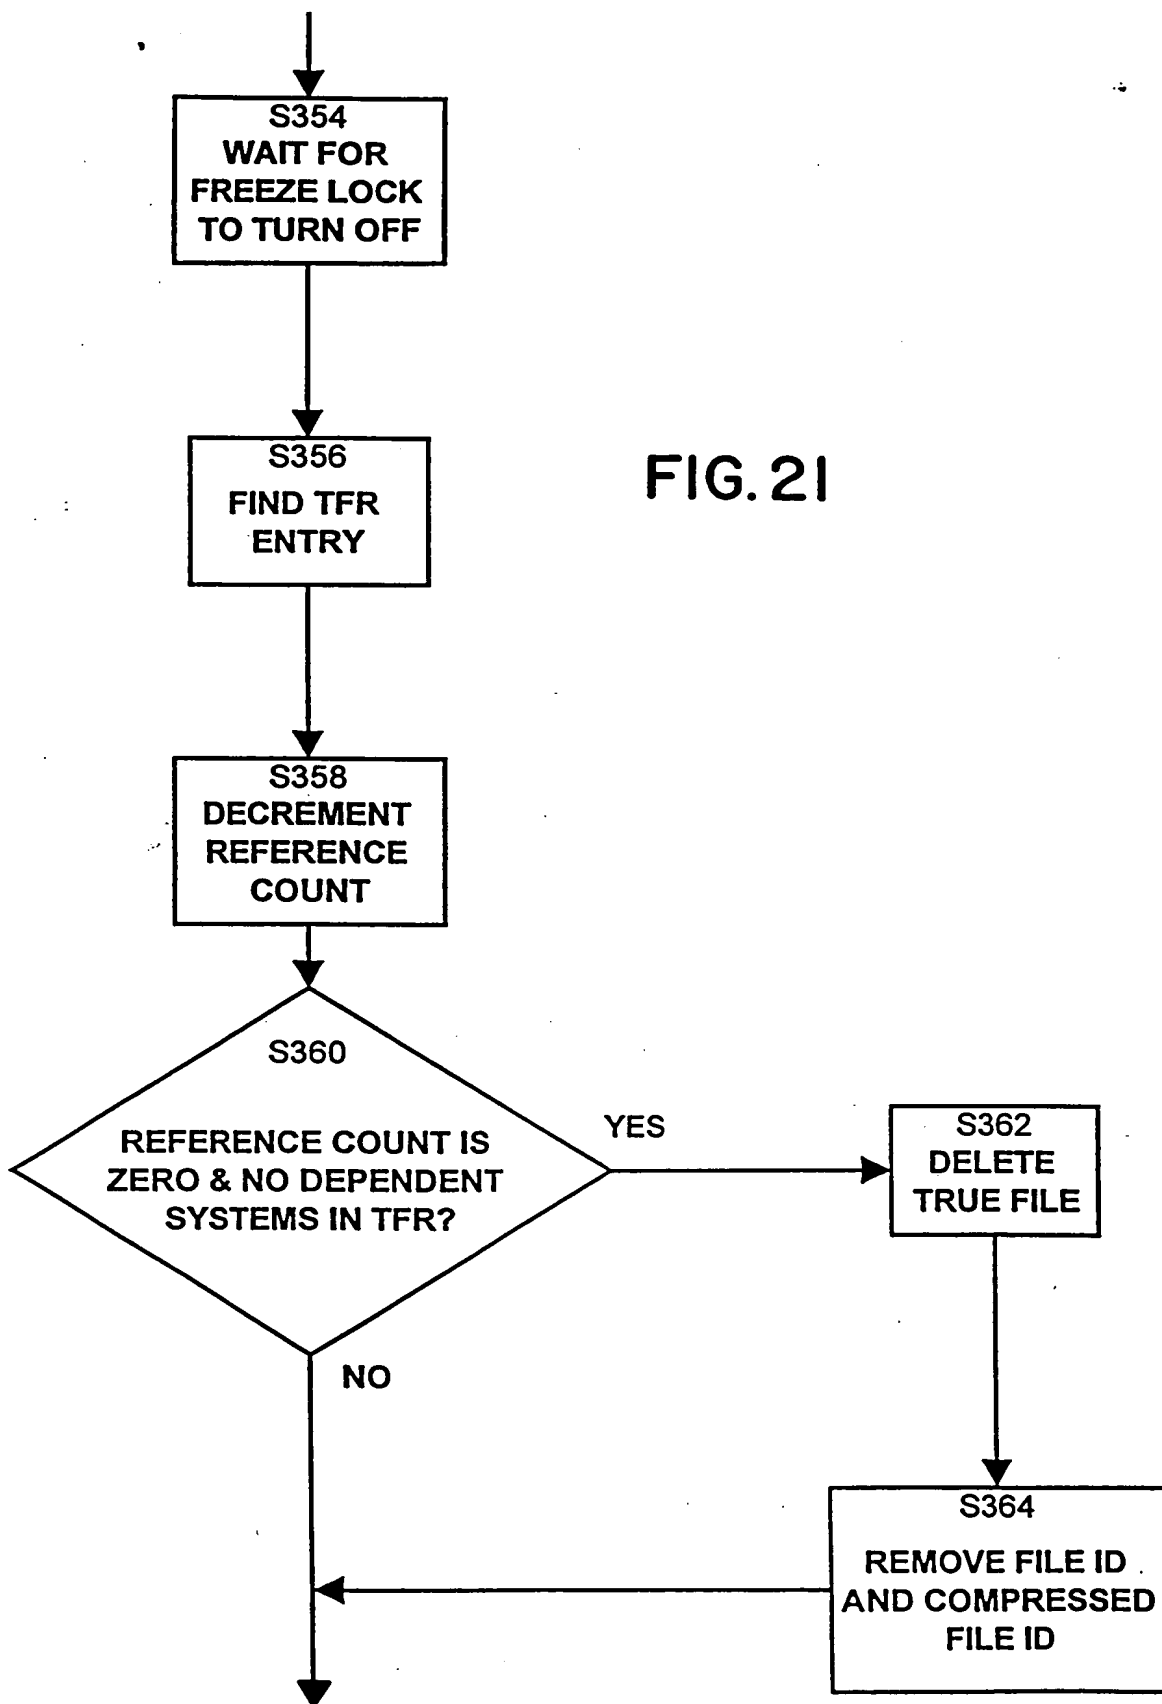 S354
WAIT FOR
FREEZE LOCK
TO TURN OFF
S356
FIND TFR
ENTRY
FIG. 21
S358
DECREMENT
REFERENCE
COUNT
S360
REFERENCE COUNT IS
ZERO & NO DEPENDENT
SYSTEMS IN TFR?
YES
NO
S362
DELETE
TRUE FILE
S364
REMOVE FILE ID
AND COMPRESSED
FILE ID